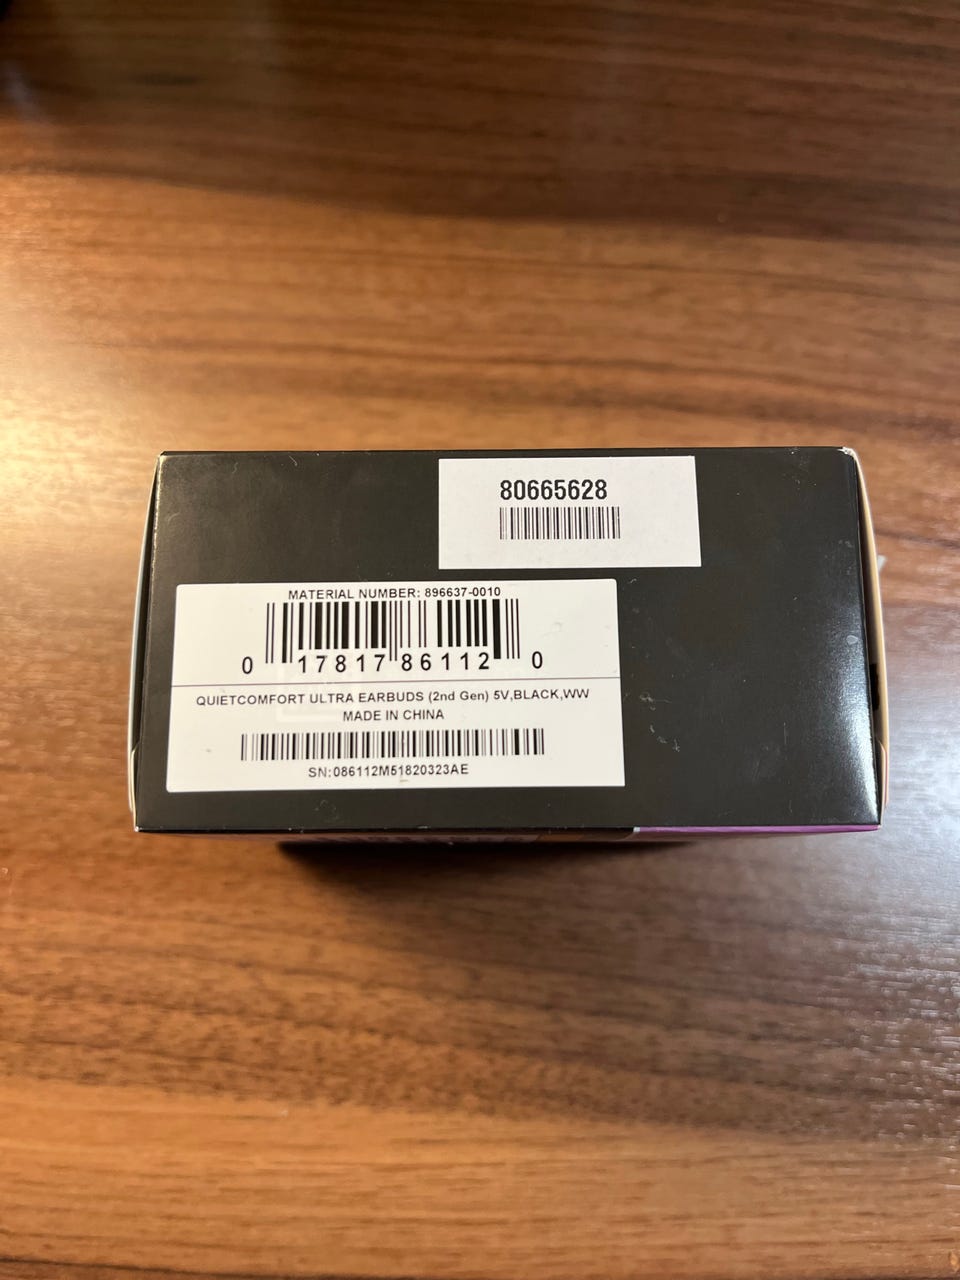 80665628
MATERIAL NUMBER: 896637-0010
0 17817 86112 0
QUIETCOMFORT ULTRA EARBUDS (2nd Gen) 5V,BLACK,WW
MADE IN CHINA
SN:086112M51820323AE